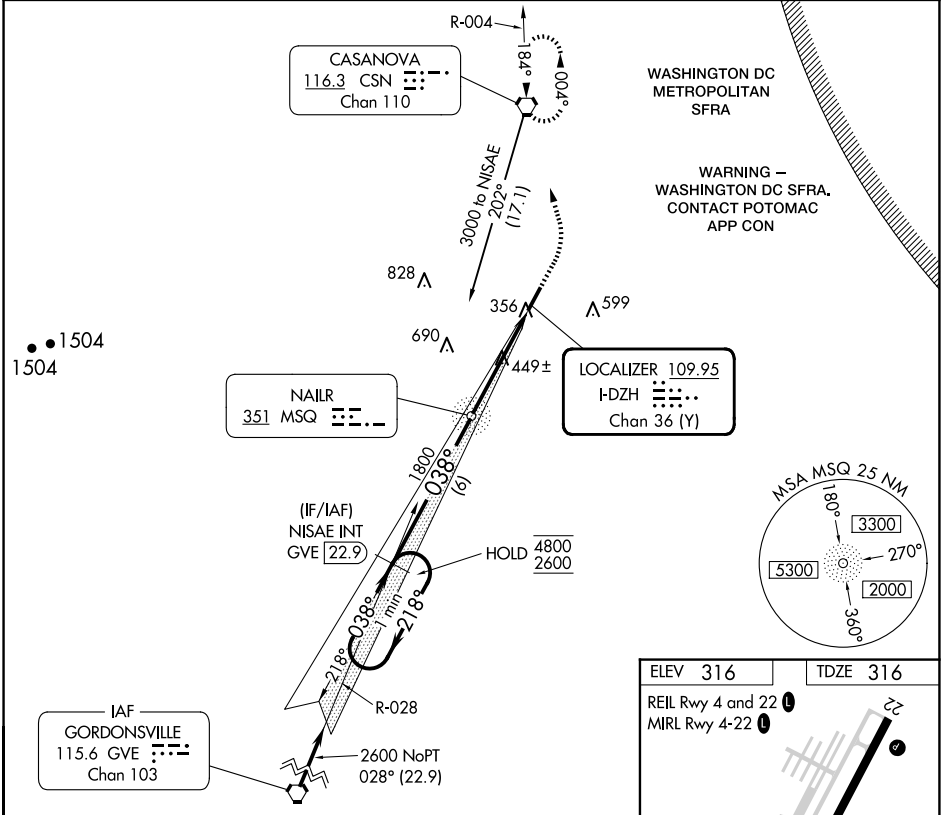 R-004
184°
004°
CASANOVA
116.3 CSN
Chan 110
WASHINGTON DC
METROPOLITAN
SFRA
WARNING –
WASHINGTON DC SFRA.
CONTACT POTOMAC
APP CON
3000 to NISAE
202°
(17.1)
828
356
599
690
449±
1504
1504
LOCALIZER 109.95
I-DZH
Chan 36 (Y)
NAILR
351 MSQ
1800
038°
(6)
(IF/IAF)
NISAE INT
GVE 22.9
HOLD 4800
2600
038°
1 min
218°
218°
R-028
MSA MSQ 25 NM
180°
3300
270°
5300
2000
360°
IAF
GORDONSVILLE
115.6 GVE
Chan 103
2600 NoPT
028° (22.9)
ELEV 316
TDZE 316
REIL Rwy 4 and 22 L
MIRL Rwy 4-22 L
22
P